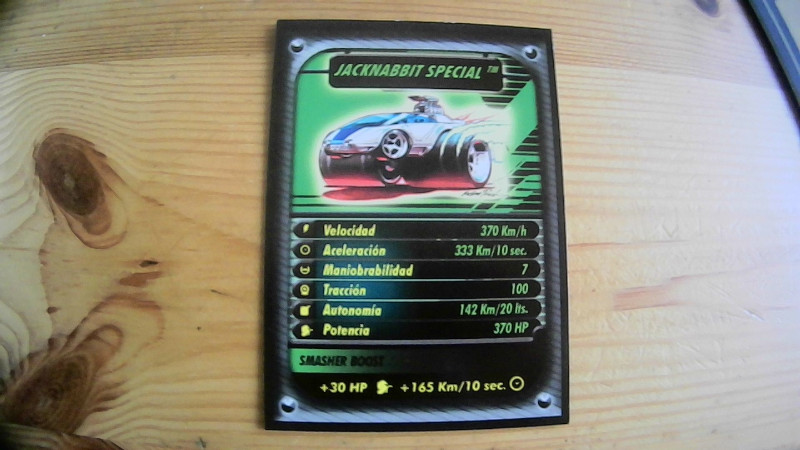 JACKNABBIT SPECIAL ™
Velocidad 370 Km/h
Aceleración 333 Km/10 sec.
Maniobrabilidad 7
Tracción 100
Autonomía 142 Km/20 lts.
Potencia 370 HP
SMASHER BOOST
+30 HP +165 Km/10 sec.